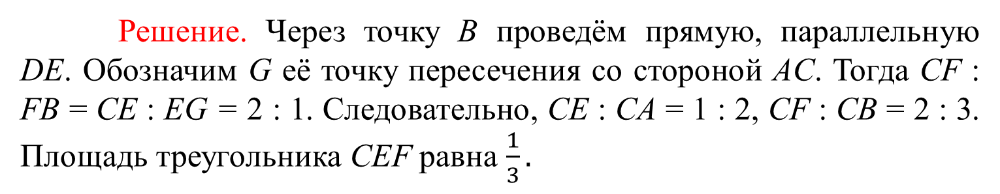 Решение. Через точку B проведём прямую, параллельную
DE. Обозначим G её точку пересечения со стороной AC. Тогда CF :
FB = CE : EG = 2 : 1. Следовательно, CE : CA = 1 : 2, CF : CB = 2 : 3.
Площадь треугольника CEF равна 1/3.